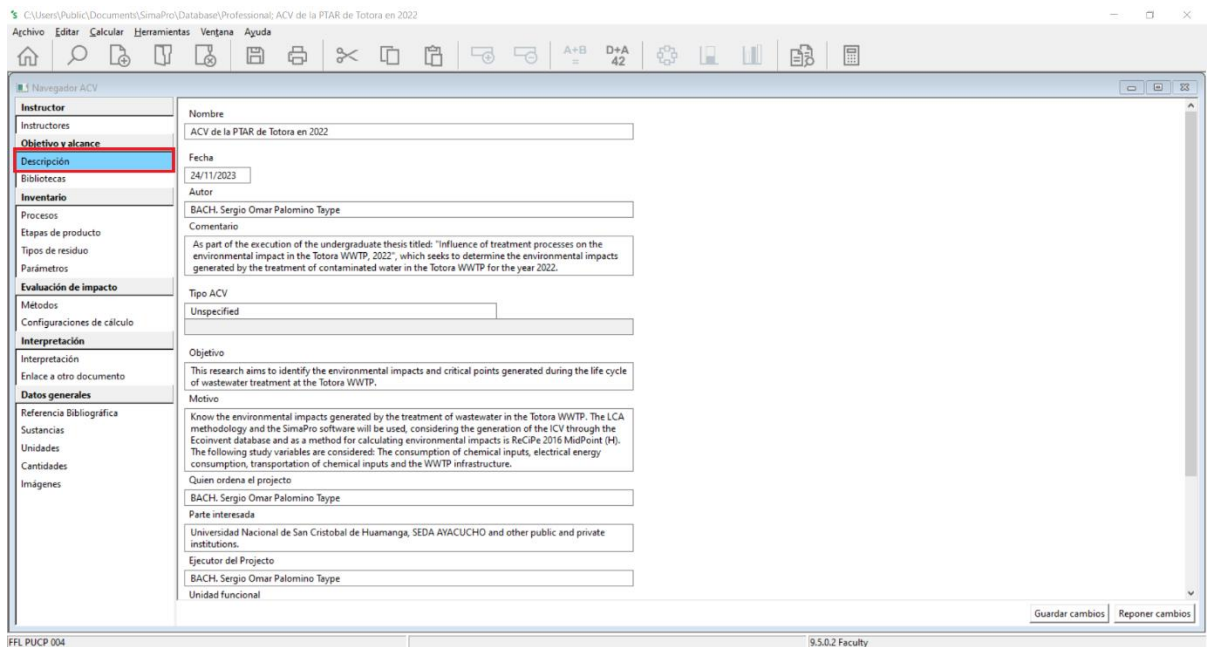 C:\Users\Public\Documents\SimaPro\Database\Professional; ACV de la PTAR de Totora en 2022
Archivo Editar Calcular Herramientas Ventana Ayuda
A+B
=
D+A
42
Navegador ACV
Instructor
Instructores
Objetivo y alcance
Descripción
Bibliotecas
Inventario
Procesos
Etapas de producto
Tipos de residuo
Parámetros
Evaluación de impacto
Métodos
Configuraciones de cálculo
Interpretación
Interpretación
Enlace a otro documento
Datos generales
Referencia Bibliográfica
Sustancias
Unidades
Cantidades
Imágenes
Nombre
ACV de la PTAR de Totora en 2022
Fecha
24/11/2023
Autor
BACH. Sergio Omar Palomino Taype
Comentario
As part of the execution of the undergraduate thesis titled: "Influence of treatment processes on the
environmental impact in the Totora WWTP, 2022", which seeks to determine the environmental impacts
generated by the treatment of contaminated water in the Totora WWTP for the year 2022.
Tipo ACV
Unspecified
Objetivo
This research aims to identify the environmental impacts and critical points generated during the life cycle
of wastewater treatment at the Totora WWTP.
Motivo
Know the environmental impacts generated by the treatment of wastewater in the Totora WWTP. The LCA
methodology and the SimaPro software will be used, considering the generation of the ICV through the
Ecoinvent database and as a method for calculating environmental impacts is ReCiPe 2016 MidPoint (H).
The following study variables are considered: The consumption of chemical inputs, electrical energy
consumption, transportation of chemical inputs and the WWTP infrastructure.
Quien ordena el projecto
BACH. Sergio Omar Palomino Taype
Parte interesada
Universidad Nacional de San Cristobal de Huamanga, SEDA AYACUCHO and other public and private
institutions.
Ejecutor del Projecto
BACH. Sergio Omar Palomino Taype
Unidad funcional
Guardar cambios Reponer cambios
FFL PUCP 004
9.5.0.2 Faculty